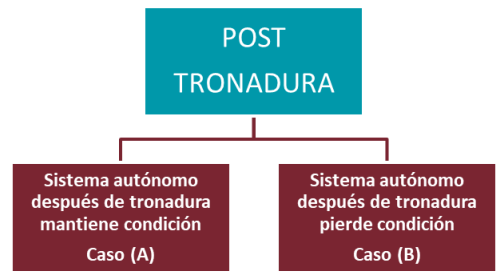 POST
TRONADURA
Sistema autónomo
después de tronadura
mantiene condición
Caso (A)
Sistema autónomo
después de tronadura
pierde condición
Caso (B)